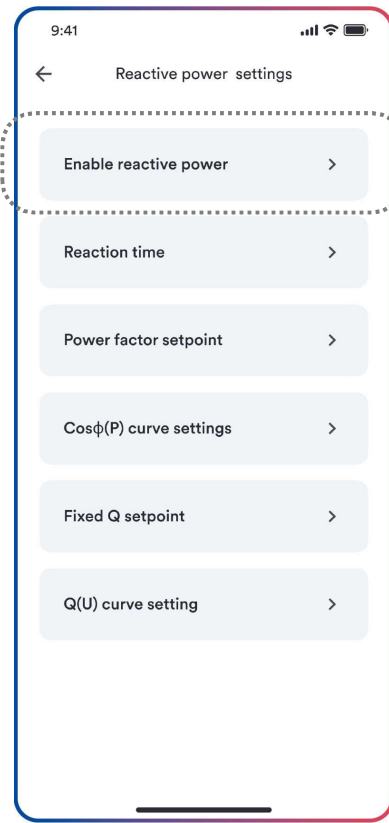 9:41
Reactive power settings
Enable reactive power
Reaction time
Power factor setpoint
Cosϕ(P) curve settings
Fixed Q setpoint
Q(U) curve setting